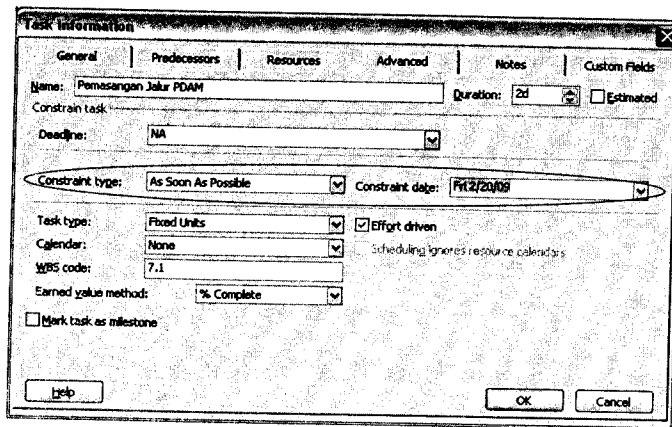 Task Information
General Predecessors Resources Advanced Notes Custom Fields
Name: Pemasangan Jalur PDAM Duration: 2d Estimated
Constrain task
Deadline: NA
Constraint type: As Soon As Possible Constraint date: Fri 2/20/09
Task type: Fixed Units Effort driven
Calendar: None Scheduling ignores resource calendars
WBS code: 7.1
Earned value method: % Complete
Mark task as milestone
Help OK Cancel